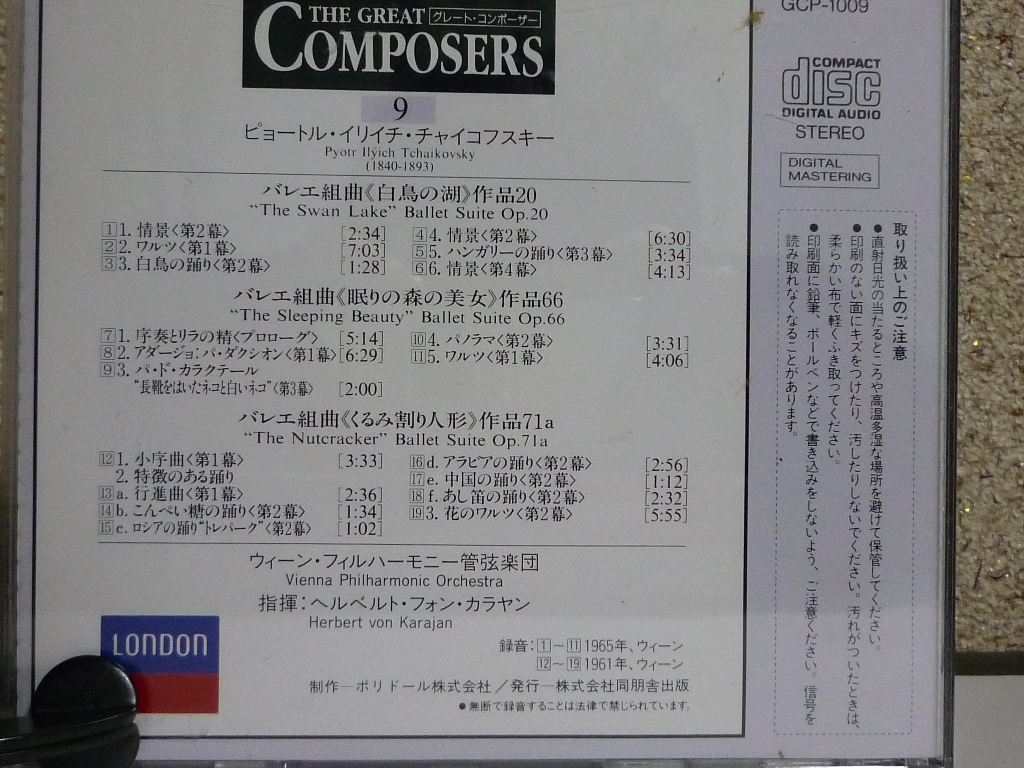 THE GREAT グレート・コンポーザー
COMPOSERS
9
ピョートル・イリイチ・チャイコフスキー
Pyotr Ilyich Tchaikovsky
(1840-1893)
バレエ組曲《白鳥の湖》作品20
"The Swan Lake" Ballet Suite Op.20
1 1. 情景〈第2幕〉 [2:34]
2 2. ワルツ〈第1幕〉 [7:03]
3 3. 白鳥の踊り〈第2幕〉 [1:28]
4 4. 情景〈第2幕〉 [6:30]
5 5. ハンガリーの踊り〈第3幕〉 [3:34]
6 6. 情景〈第4幕〉 [4:13]
バレエ組曲《眠りの森の美女》作品66
"The Sleeping Beauty" Ballet Suite Op.66
7 1. 序奏とリラの精〈プロローグ〉 [5:14]
8 2. アダージョ: パ・ダクシオン〈第1幕〉 [6:29]
9 3. パ・ド・カラクテール
"長靴をはいたネコと白いネコ"〈第3幕〉 [2:00]
10 4. パノラマ〈第2幕〉 [3:31]
11 5. ワルツ〈第1幕〉 [4:06]
バレエ組曲《くるみ割り人形》作品71a
"The Nutcracker" Ballet Suite Op.71a
12 1. 小序曲〈第1幕〉 [3:33]
2. 特徴のある踊り
13 a. 行進曲〈第1幕〉 [2:36]
14 b. こんぺい糖の踊り〈第2幕〉 [1:34]
15 c. ロシアの踊り"トレパーク"〈第2幕〉 [1:02]
16 d. アラビアの踊り〈第2幕〉 [2:56]
17 e. 中国の踊り〈第2幕〉 [1:12]
18 f. あし笛の踊り〈第2幕〉 [2:32]
19 3. 花のワルツ〈第2幕〉 [5:55]
ウィーン・フィルハーモニー管弦楽団
Vienna Philharmonic Orchestra
指揮：ヘルベルト・フォン・カラヤン
Herbert von Karajan
LONDON
録音：1～11 1965年、ウィーン
12～19 1961年、ウィーン
制作―ポリドール株式会社／発行―株式会社同朋舎出版
●無断で録音することは法律で禁じられています。
GCP-1009
COMPACT
disc
DIGITAL AUDIO
STEREO
DIGITAL
MASTERING
取り扱い上のご注意
●直射日光の当たるところや高温多湿な場所を避けて保管してください。
●印刷のない面にキズをつけたり、汚したりしないでください。汚れがついたときは、
柔らかい布で軽くふき取ってください。
●印刷面に鉛筆、ボールペンなどで書き込みをしないよう、ご注意ください。信号を
読み取れなくなることがあります。